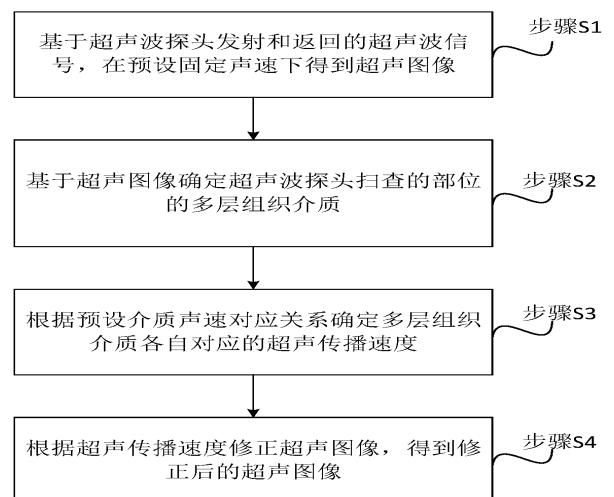 基于超声波探头发射和返回的超声波信
号，在预设固定声速下得到超声图像
步骤S1
基于超声图像确定超声波探头扫查的部位
的多层组织介质
步骤S2
根据预设介质声速对应关系确定多层组织
介质各自对应的超声传播速度
步骤S3
根据超声传播速度修正超声图像，得到修
正后的超声图像
步骤S4